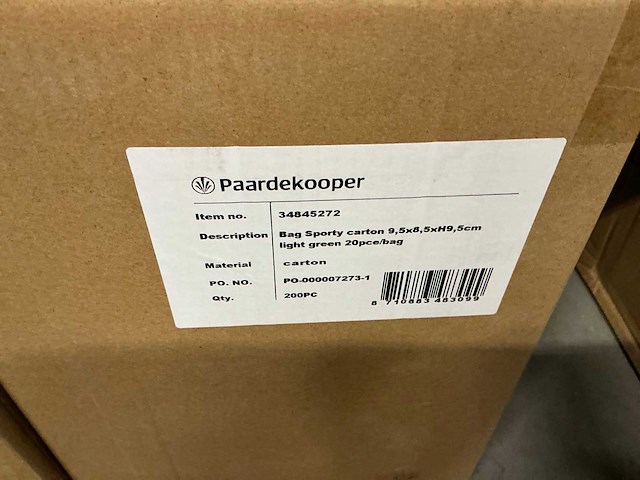 Paardekooper
Item no. 34845272
Description Bag Sporty carton 9,5x8,5xH9,5cm
light green 20pce/bag
Material carton
PO. NO. PO-000007273-1
Qty. 200PC
8 710883 483099